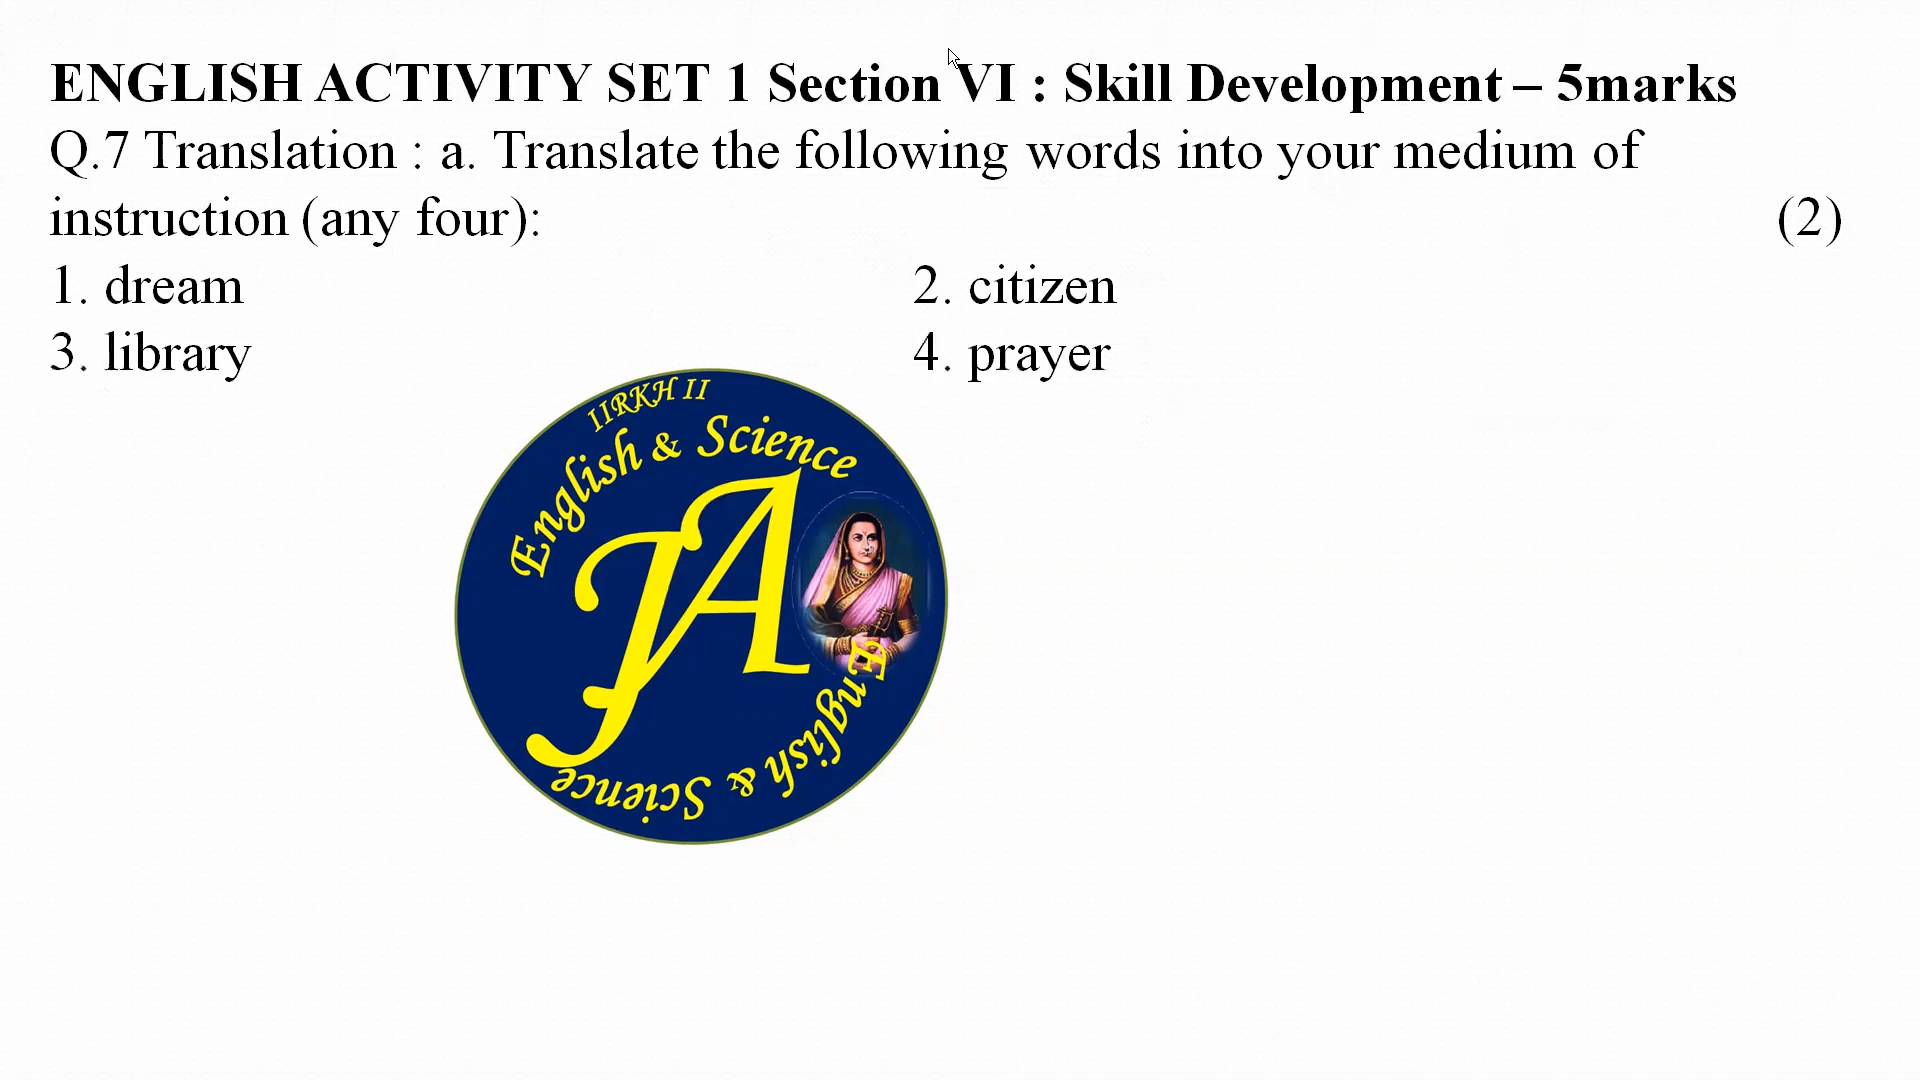 ENGLISH ACTIVITY SET 1 Section VI : Skill Development – 5marks
Q.7 Translation : a. Translate the following words into your medium of
instruction (any four): (2)
1. dream 2. citizen
3. library 4. prayer
IIRKH II
English & Science
JA
English & Science